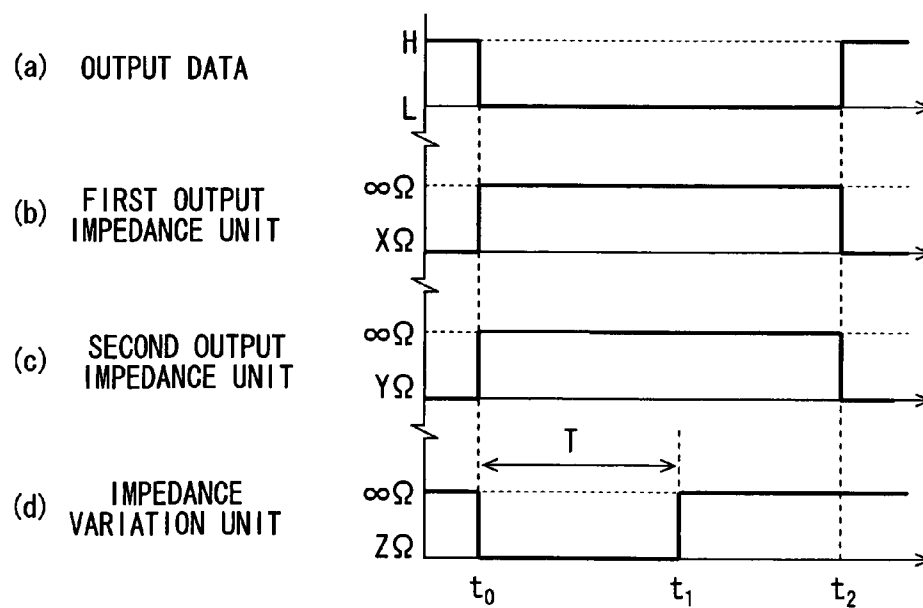 (a) OUTPUT DATA
H
L
(b) FIRST OUTPUT
IMPEDANCE UNIT
∞Ω
XΩ
(c) SECOND OUTPUT
IMPEDANCE UNIT
∞Ω
YΩ
T
(d) IMPEDANCE
VARIATION UNIT
∞Ω
ZΩ
t0 t1 t2